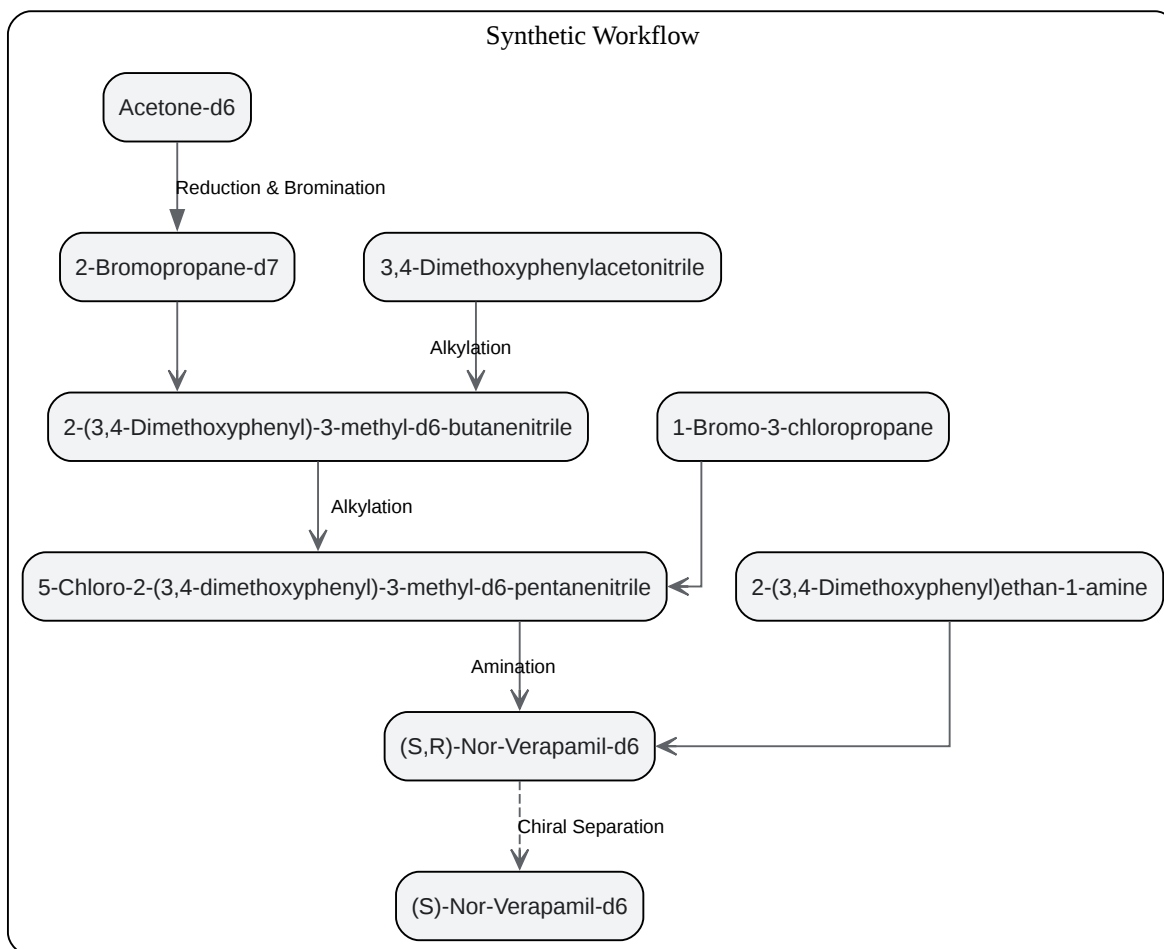 Synthetic Workflow
Acetone-d6
Reduction & Bromination
2-Bromopropane-d7
3,4-Dimethoxyphenylacetonitrile
Alkylation
2-(3,4-Dimethoxyphenyl)-3-methyl-d6-butanenitrile
1-Bromo-3-chloropropane
Alkylation
5-Chloro-2-(3,4-dimethoxyphenyl)-3-methyl-d6-pentanenitrile
2-(3,4-Dimethoxyphenyl)ethan-1-amine
Amination
(S,R)-Nor-Verapamil-d6
Chiral Separation
(S)-Nor-Verapamil-d6